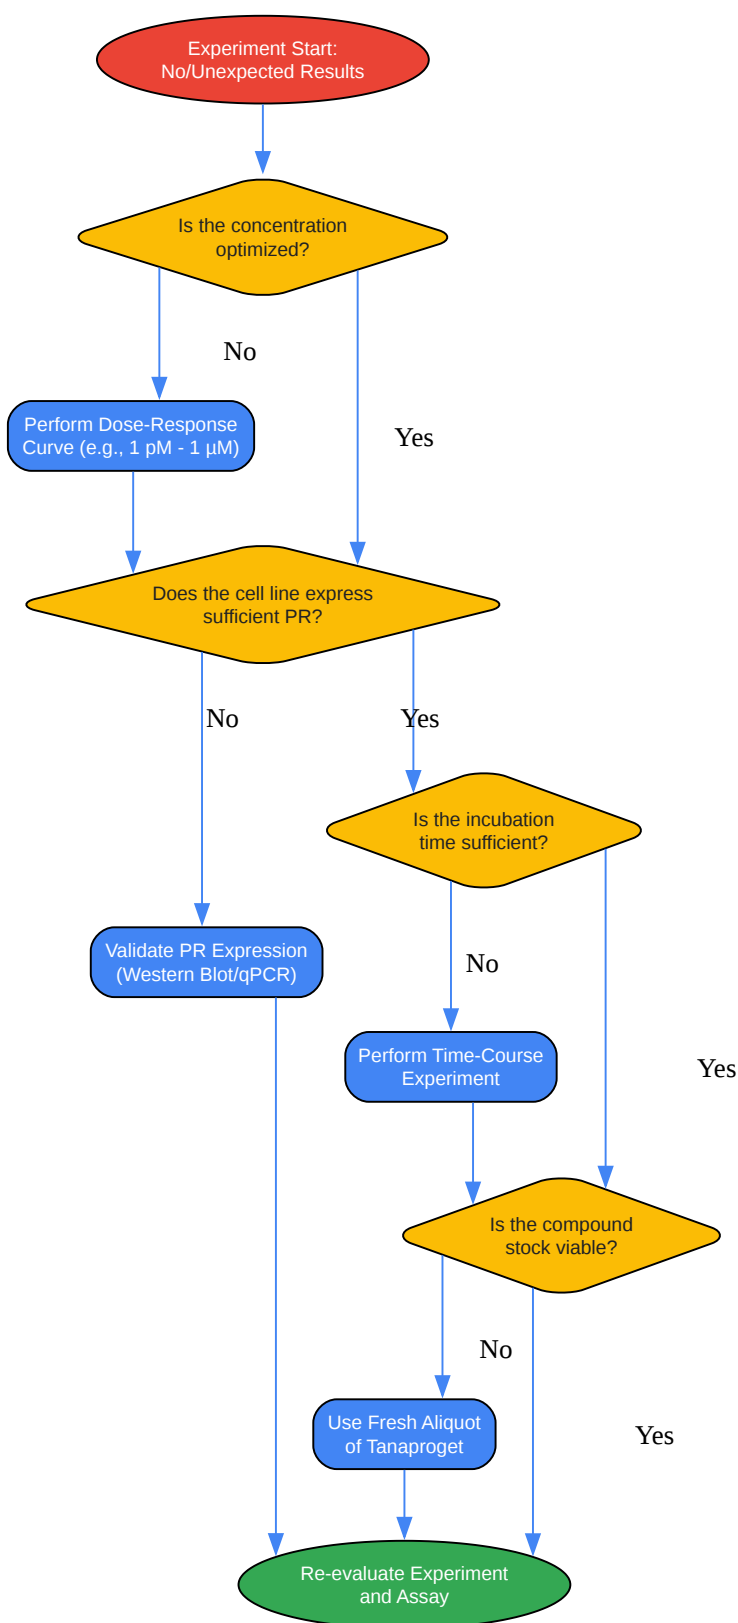 Experiment Start:
No/Unexpected Results
Is the concentration
optimized?
No
Perform Dose-Response
Curve (e.g., 1 pM - 1 µM)
Yes
Does the cell line express
sufficient PR?
No
Yes
Is the incubation
time sufficient?
Validate PR Expression
(Western Blot/qPCR)
No
Perform Time-Course
Experiment
Yes
Is the compound
stock viable?
No
Use Fresh Aliquot
of Tanaproget
Yes
Re-evaluate Experiment
and Assay